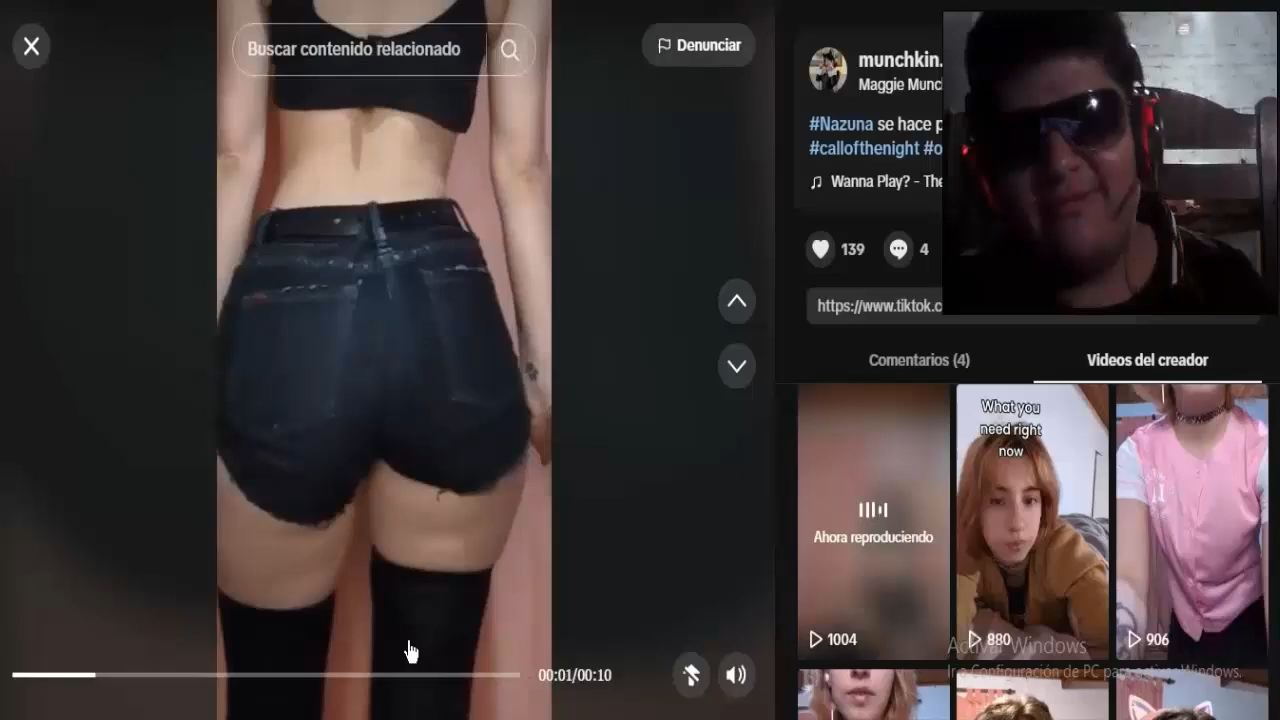 Buscar contenido relacionado
Denunciar
munchkin.
Maggie Munc
#Nazuna se hace p
#callofthenight #o
Wanna Play? - The
139
4
https://www.tiktok.c
Comentarios (4)
Videos del creador
What you
need right
now
Ahora reproduciendo
1004
880
906
Activar Windows
Ir a Configuración de PC para activar Windows.
00:01/00:10